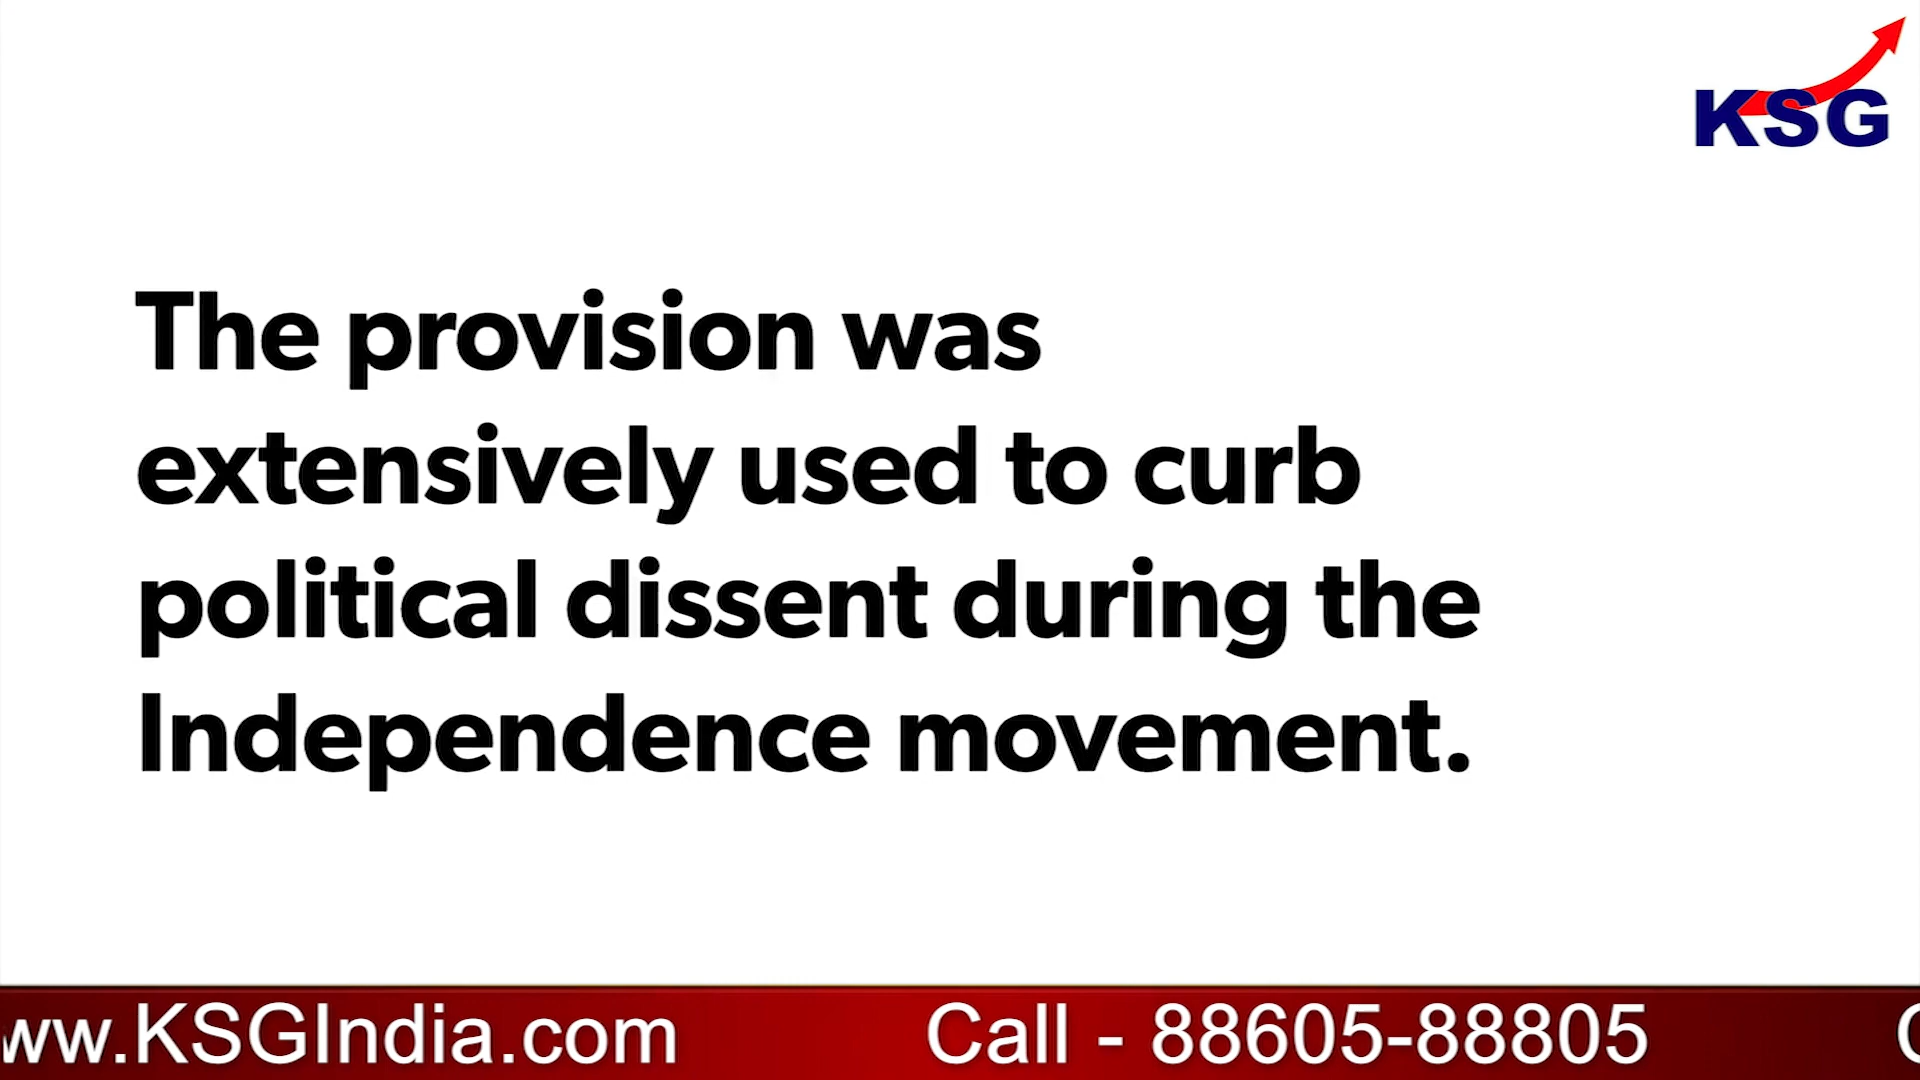 KSG
The provision was
extensively used to curb
political dissent during the
Independence movement.
ww.KSGIndia.com Call - 88605-88805